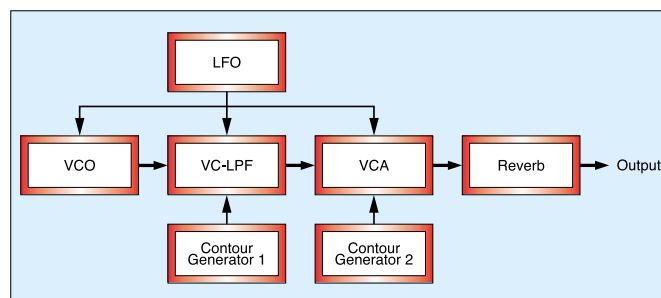 LFO
VCO
VC-LPF
VCA
Reverb
Output
Contour
Generator 1
Contour
Generator 2